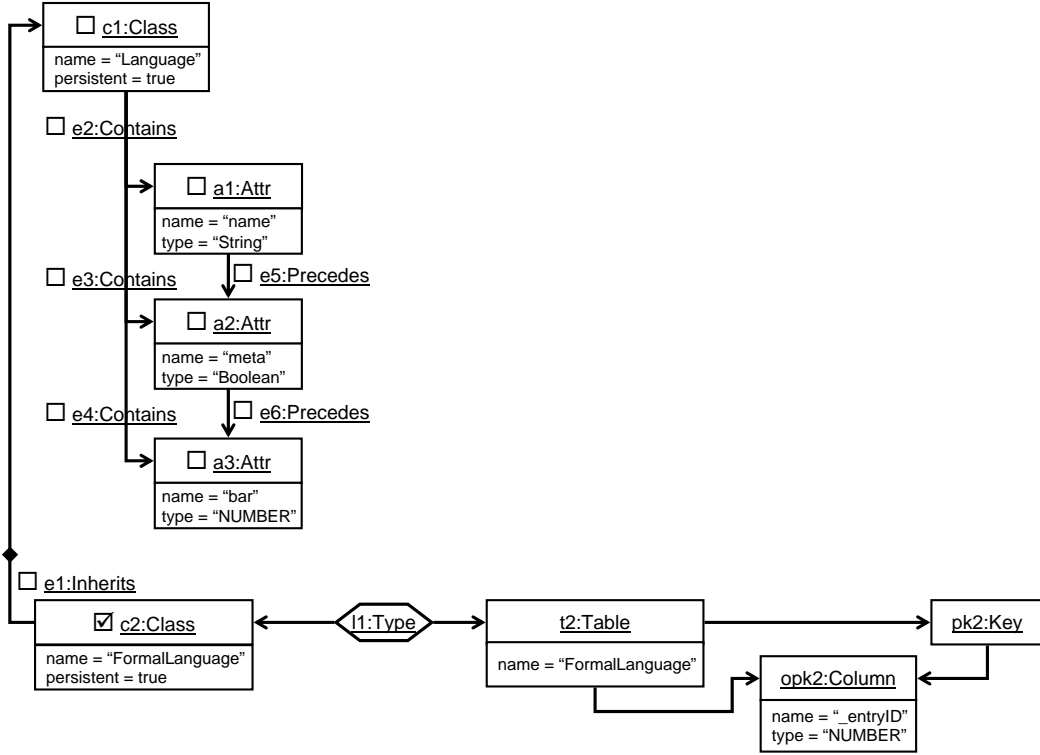 c1:Class
name = “Language”
persistent = true
e2:Contains
a1:Attr
name = “name”
type = “String”
e3:Contains
e5:Precedes
a2:Attr
name = “meta”
type = “Boolean”
e4:Contains
e6:Precedes
a3:Attr
name = “bar”
type = “NUMBER”
e1:Inherits
c2:Class
name = “FormalLanguage”
persistent = true
l1:Type
t2:Table
name = “FormalLanguage”
pk2:Key
opk2:Column
name = “_entryID”
type = “NUMBER”